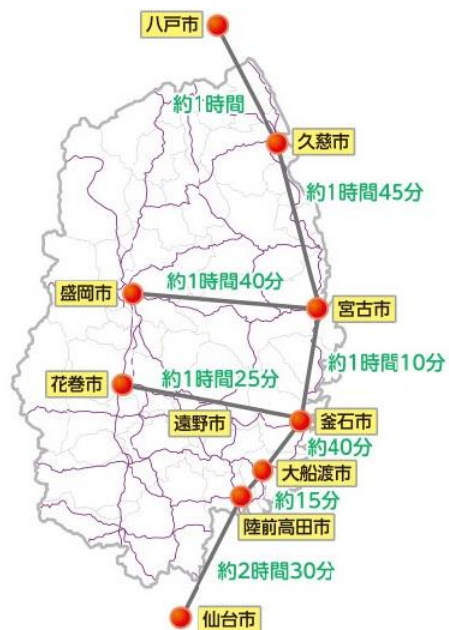 八戸市
約1時間
久慈市
約1時間45分
約1時間40分
盛岡市
宮古市
約1時間10分
花巻市
約1時間25分
遠野市
釜石市
約40分
大船渡市
約15分
陸前高田市
約2時間30分
仙台市